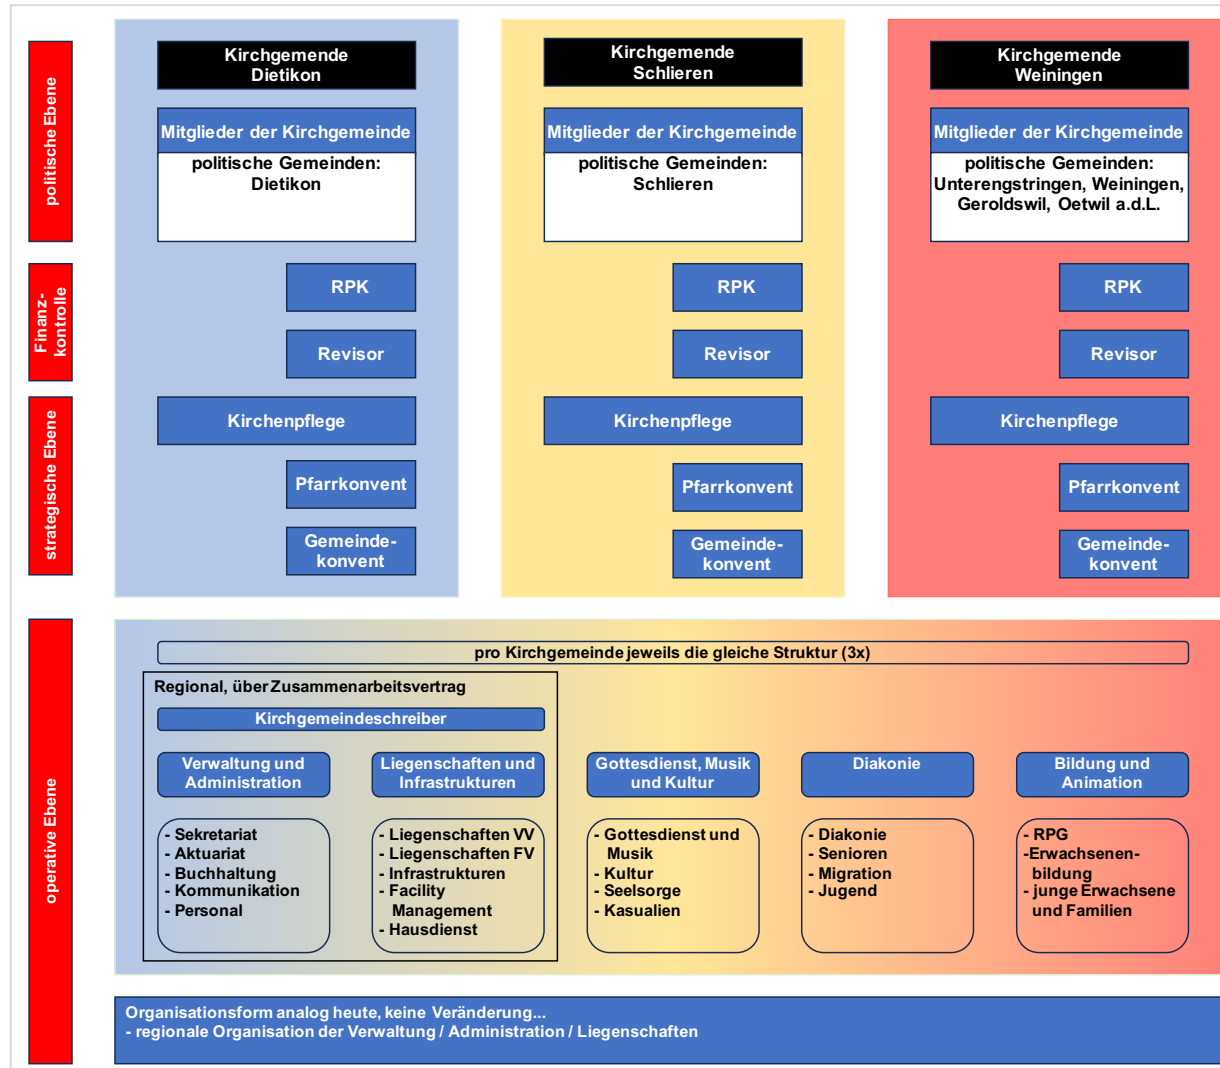 politische Ebene
Kirchgemende
Dietikon
Kirchgemende
Schlieren
Kirchgemende
Weiningen
Mitglieder der Kirchgemeinde
politische Gemeinden:
Dietikon
Mitglieder der Kirchgemeinde
politische Gemeinden:
Schlieren
Mitglieder der Kirchgemeinde
politische Gemeinden:
Unterengstringen, Weiningen,
Geroldswil, Oetwil a.d.L.
Finanz-
kontrolle
RPK
RPK
RPK
Revisor
Revisor
Revisor
strategische Ebene
Kirchenpflege
Kirchenpflege
Kirchenpflege
Pfarrkonvent
Pfarrkonvent
Pfarrkonvent
Gemeinde-
konvent
Gemeinde-
konvent
Gemeinde-
konvent
operative Ebene
pro Kirchgemeinde jeweils die gleiche Struktur (3x)
Regional, über Zusammenarbeitsvertrag
Kirchgemeindeschreiber
Verwaltung und
Administration
- Sekretariat
- Aktuariat
- Buchhaltung
- Kommunikation
- Personal
Liegenschaften und
Infrastrukturen
- Liegenschaften VV
- Liegenschaften FV
- Infrastrukturen
- Facility
Management
- Hausdienst
Gottesdienst, Musik
und Kultur
- Gottesdienst und
Musik
- Kultur
- Seelsorge
- Kasualien
Diakonie
- Diakonie
- Senioren
- Migration
- Jugend
Bildung und
Animation
- RPG
-Erwachsenen-
bildung
- junge Erwachsene
und Familien
Organisationsform analog heute, keine Veränderung...
- regionale Organisation der Verwaltung / Administration / Liegenschaften